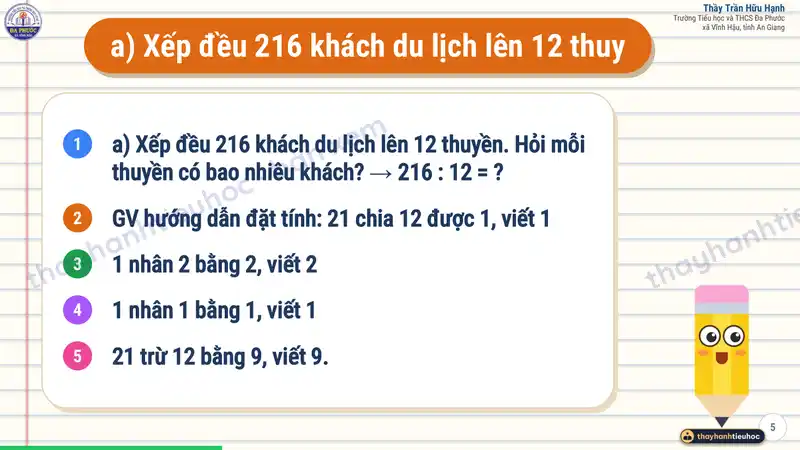 Thầy Trần Hữu Hạnh
Trường Tiểu học và THCS Đa Phước
xã Vĩnh Hậu, tỉnh An Giang
ĐA PHƯỚC
a) Xếp đều 216 khách du lịch lên 12 thuy
1 a) Xếp đều 216 khách du lịch lên 12 thuyền. Hỏi mỗi
thuyền có bao nhiêu khách? → 216 : 12 = ?
2 GV hướng dẫn đặt tính: 21 chia 12 được 1, viết 1
3 1 nhân 2 bằng 2, viết 2
4 1 nhân 1 bằng 1, viết 1
5 21 trừ 12 bằng 9, viết 9.
thayhanhtieuhoc
5